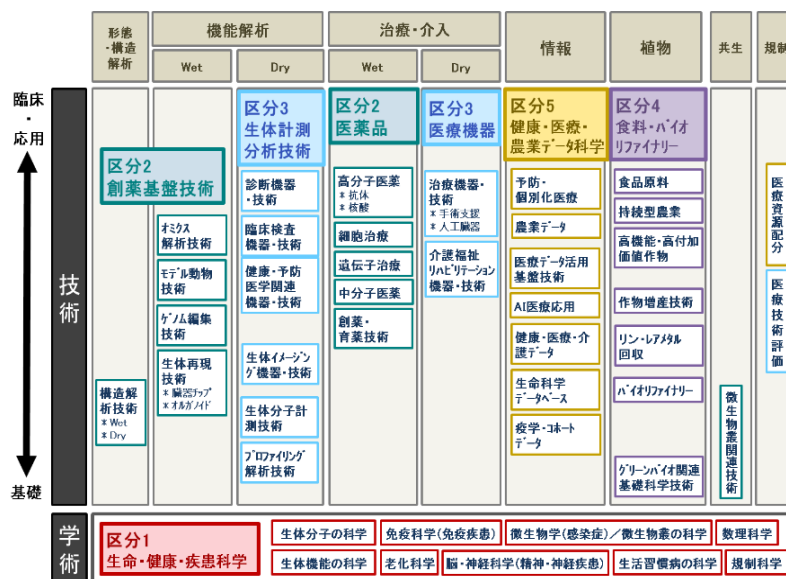 形態
・構造
解析
機能解析
Wet
Dry
治療・介入
Wet
Dry
情報
植物
共生
規制
臨床
・
応用
基礎
技術
区分2
創薬基盤技術
構造解
析技術
* Wet
* Dry
オミクス
解析技術
モデル動物
技術
ゲノム編集
技術
生体再現
技術
* 臓器チップ
* オルガノイド
区分3
生体計測
分析技術
診断機器
・技術
臨床検査
機器・技術
健康・予防
医学関連
機器・技術
生体イメージン
グ機器・技術
生体分子計
測技術
プロファイリング
解析技術
区分2
医薬品
高分子医薬
* 抗体
* 核酸
細胞治療
遺伝子治療
中分子医薬
創薬・
育薬技術
区分3
医療機器
治療機器・
技術
* 手術支援
* 人工臓器
介護福祉
リハビリテーション
機器・技術
区分5
健康・医療・
農業データ科学
予防・
個別化医療
農業データ
医療データ活用
基盤技術
AI医療応用
健康・医療・介
護データ
生命科学
データベース
疫学・コホート
データ
区分4
食料・バイオ
リファイナリー
食品原料
持続型農業
高機能・高付加
価値作物
作物増産技術
リン・レアメタル
回収
バイオリファイナリー
グリーンバイオ関連
基礎科学技術
微生物叢関連技術
医療資源配分
医療技術評価
学術
区分1
生命・健康・疾患科学
生体分子の科学
免疫科学(免疫疾患)
微生物学(感染症)／微生物叢の科学
数理科学
生体機能の科学
老化科学
脳・神経科学(精神・神経疾患)
生活習慣病の科学
規制科学